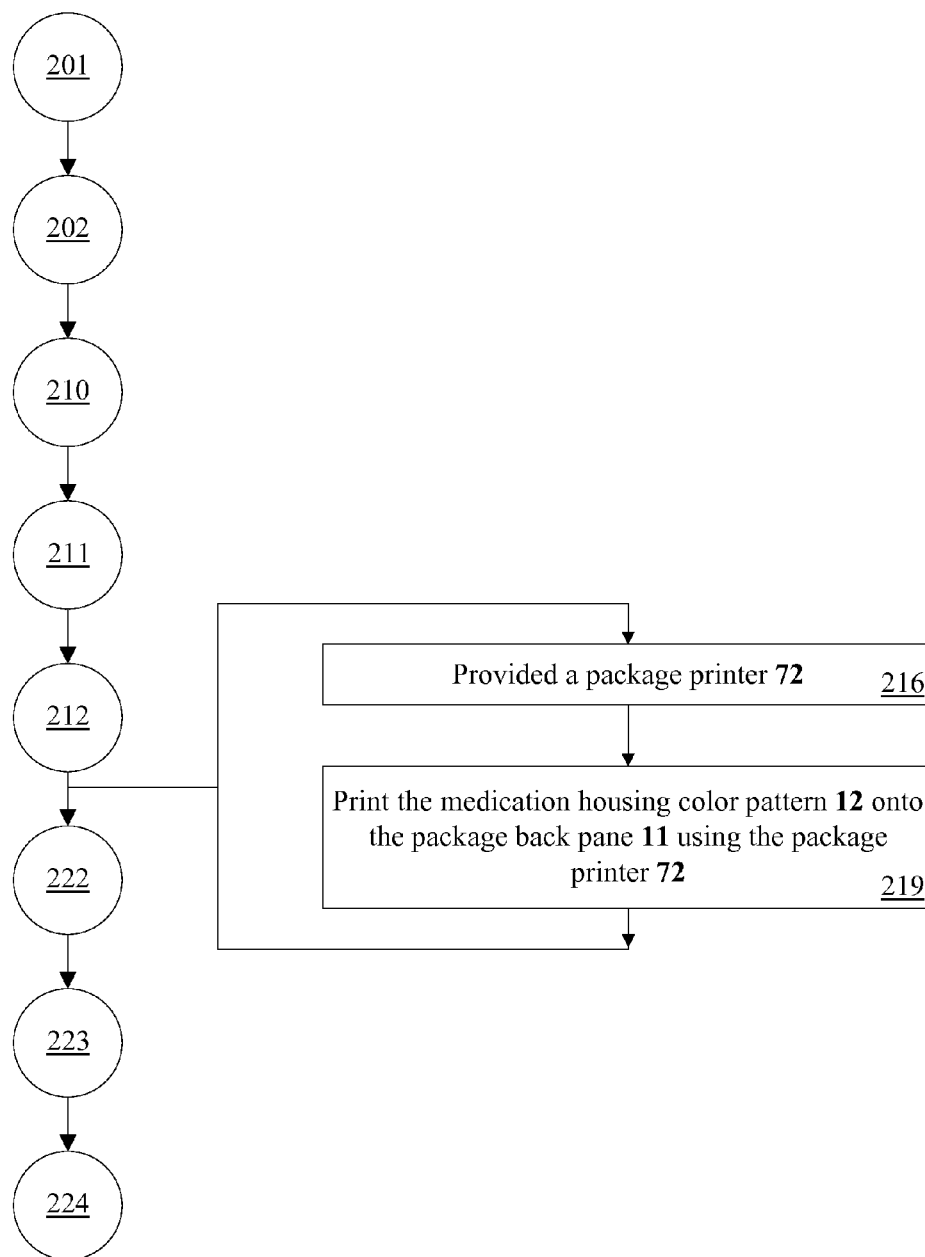 201
202
210
211
212
Provided a package printer 72
216
Print the medication housing color pattern 12 onto
the package back pane 11 using the package
printer 72
219
222
223
224